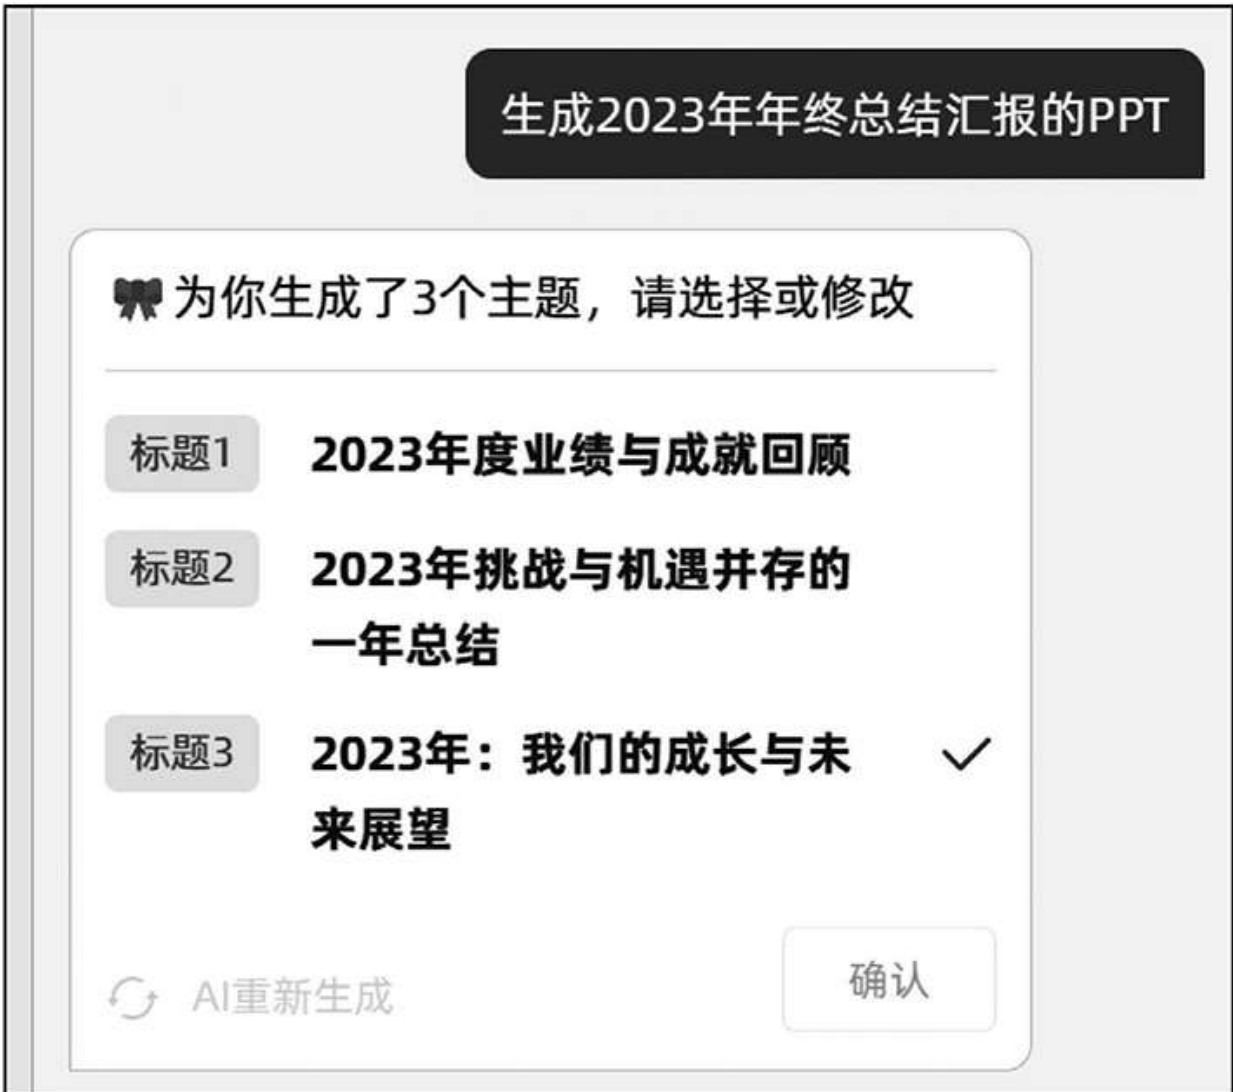 生成2023年年终总结汇报的PPT
为你生成了3个主题，请选择或修改
标题1 2023年度业绩与成就回顾
标题2 2023年挑战与机遇并存的
一年总结
标题3 2023年：我们的成长与未
来展望
AI重新生成 确认